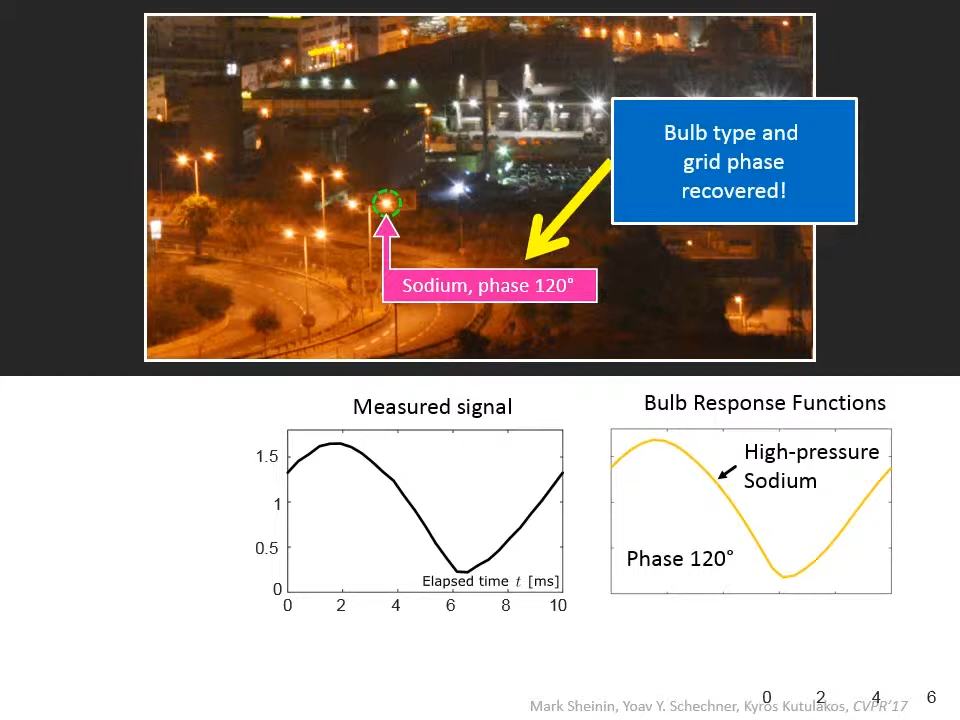 Bulb type and
grid phase
recovered!
Sodium, phase 120°
Measured signal
1.5
1
0.5
0
Elapsed time t [ms]
0 2 4 6 8 10
Bulb Response Functions
High-pressure
Sodium
Phase 120°
0 2 4 6
Mark Sheinin, Yoav Y. Schechner, Kyros Kutulakos, CVPR'17